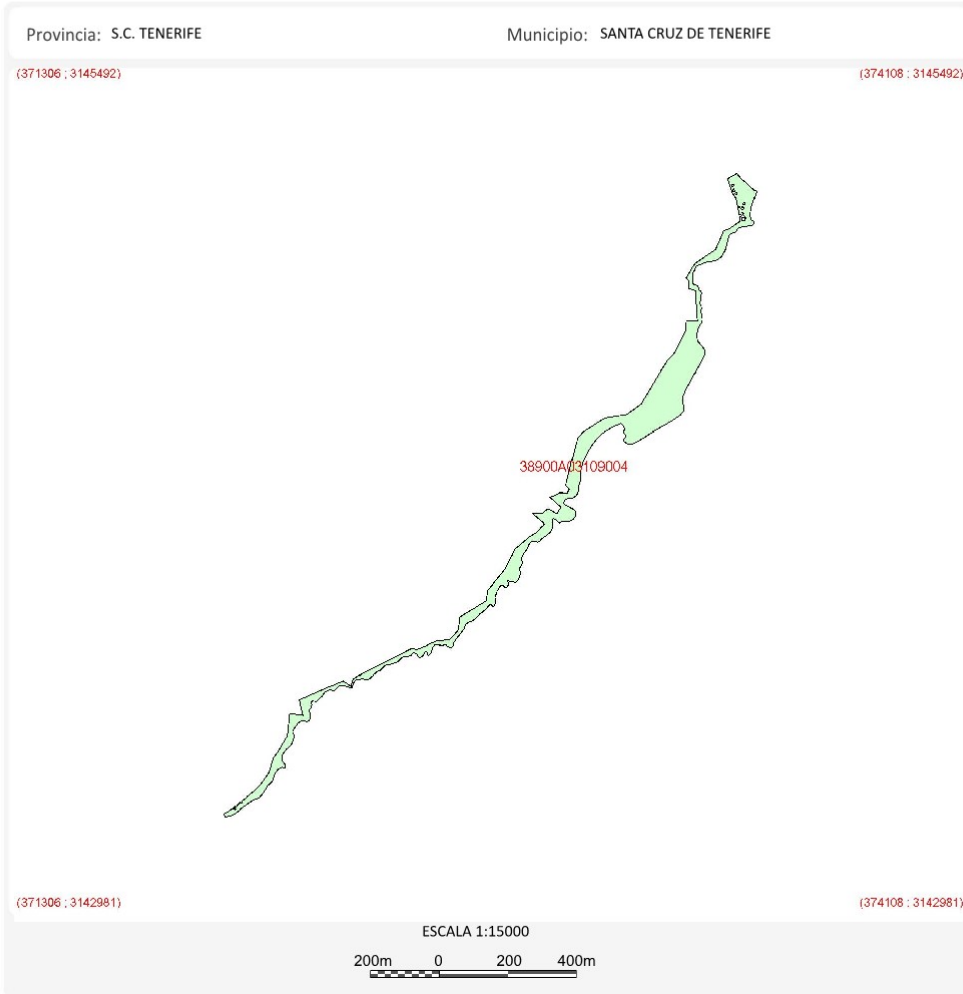 Provincia: S.C. TENERIFE Municipio: SANTA CRUZ DE TENERIFE
(371306 ; 3145492) (374108 ; 3145492)
38900A03109004
(371306 ; 3142981) (374108 ; 3142981)
ESCALA 1:15000
200m 0 200 400m